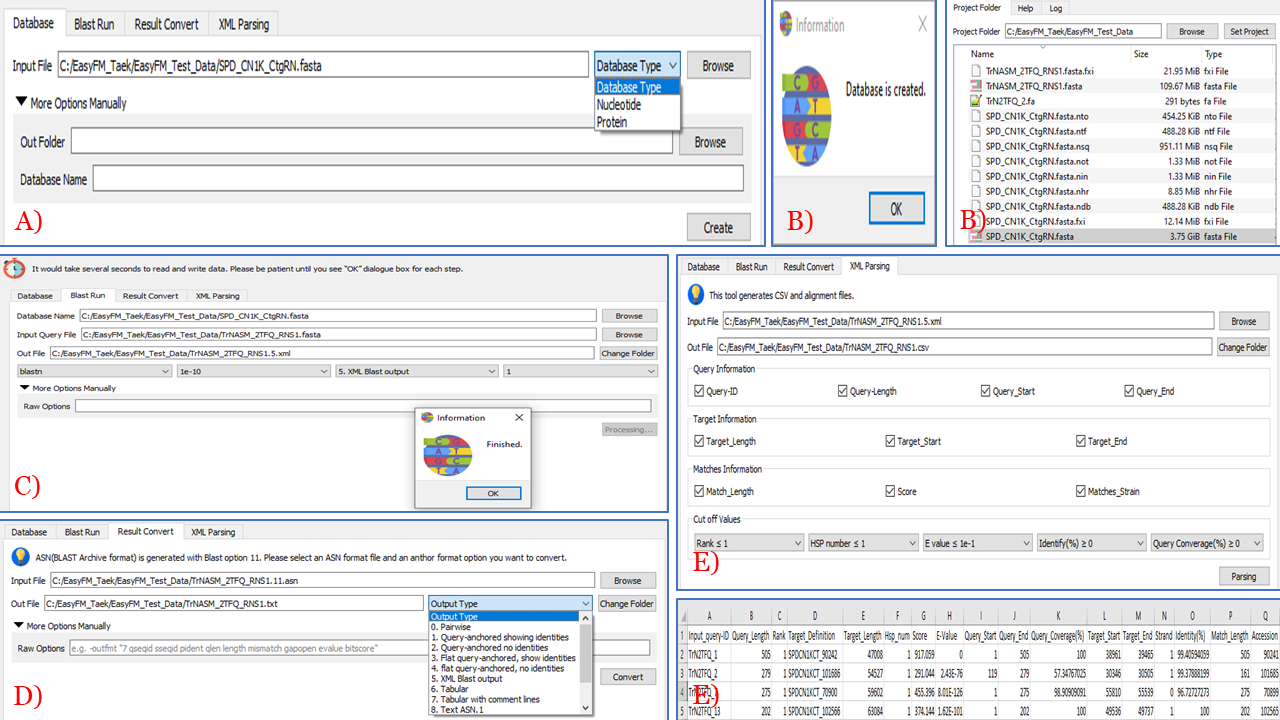 Database Blast Run Result Convert XML Parsing
Input File C:/EasyFM_Taek/EasyFM_Test_Data/SPD_CN1K_CtgRN.fasta Database Type Browse
Database Type
Nucleotide
Protein
More Options Manually
Out Folder Browse
Database Name
A)
Create
Information
Database is created.
OK
B)
Project Folder Help Log
Project Folder C:/EasyFM_Taek/EasyFM_Test_Data Browse Set Project
Name Size Type
TrNASM_2TFQ_RNS1.fasta.fxi 21.95 MiB fxi File
TrNASM_2TFQ_RNS1.fasta 109.67 MiB fasta File
TrN2TFQ_2.fa 291 bytes fa File
SPD_CN1K_CtgRN.fasta.nto 454.25 KiB nto File
SPD_CN1K_CtgRN.fasta.ntf 488.28 KiB ntf File
SPD_CN1K_CtgRN.fasta.nsq 951.11 MiB nsq File
SPD_CN1K_CtgRN.fasta.not 1.33 MiB not File
SPD_CN1K_CtgRN.fasta.nin 1.33 MiB nin File
SPD_CN1K_CtgRN.fasta.nhr 8.85 MiB nhr File
SPD_CN1K_CtgRN.fasta.ndb 488.28 KiB ndb File
SPD_CN1K_CtgRN.fasta.fxi 12.14 MiB fxi File
SPD_CN1K_CtgRN.fasta 3.75 GiB fasta File
B)
It would take several seconds to read and write data. Please be patient until you see "OK" dialogue box for each step.
Database Blast Run Result Convert XML Parsing
Database Name C:/EasyFM_Taek/EasyFM_Test_Data/SPD_CN1K_CtgRN.fasta Browse
Input Query File C:/EasyFM_Taek/EasyFM_Test_Data/TrNASM_2TFQ_RNS1.fasta Browse
Out File C:/EasyFM_Taek/EasyFM_Test_Data/TrNASM_2TFQ_RNS1.5.xml Change Folder
blastn 1e-10 5. XML Blast output 1
More Options Manually
Raw Options
Processing...
Information
Finished.
OK
C)
Database Blast Run Result Convert XML Parsing
ASN(BLAST Archive format) is generated with Blast option 11. Please select an ASN format file and an anthor format option you want to convert.
Input File C:/EasyFM_Taek/EasyFM_Test_Data/TrNASM_2TFQ_RNS1.11.asn Browse
Out File C:/EasyFM_Taek/EasyFM_Test_Data/TrNASM_2TFQ_RNS1.txt Output Type Change Folder
Output Type
0. Pairwise
1. Query-anchored showing identities
2. Query-anchored no identities
3. Flat query-anchored, show identities
4. flat query-anchored, no identities
5. XML Blast output
6. Tabular
7. Tabular with comment lines
8. Text ASN.1
More Options Manually
Raw Options e.g. -outfmt "7 qseqid sseqid pident qlen length mismatch gapopen evalue bitscore"
Convert
D)
Database Blast Run Result Convert XML Parsing
This tool generates CSV and alignment files.
Input File C:/EasyFM_Taek/EasyFM_Test_Data/TrNASM_2TFQ_RNS1.5.xml Browse
Out File C:/EasyFM_Taek/EasyFM_Test_Data/TrNASM_2TFQ_RNS1.csv Change Folder
Query Information
Query-ID Query-Length Query_Start Query_End
Target Information
Target_Length Target_Start Target_End
Matches Information
Match_Length Score Matches_Strain
Cut off Values
Rank ≤ 1 HSP number ≤ 1 E value ≤ 1e-1 Identify(%) ≥ 0 Query Converage(%) ≥ 0
E)
Parsing
A B C D E F G H I J K L M N O P Q
1 Input_query-ID Query_Length Rank Target_Definition Target_Length Hsp_num Score E-Value Query_Start Query_End Query_Coverage(%) Target_Start Target_End Strand Identity(%) Match_Length Accession
2 TrN2TFQ_1 505 1 SPDCN1KCT_90242 47008 1 917.059 0 1 505 100 38961 39465 1 99.40594059 505 90241
3 TrN2TFQ_2 279 1 SPDCN1KCT_101686 54527 1 291.044 2.43E-76 119 279 57.34767025 30346 30505 1 99.37888199 161 101685
4 TrN2TFQ_ 275 1 SPDCN1KCT_70900 59602 1 455.396 8.01E-126 1 275 98.90909091 55810 55536 0 96.72727273 275 70899
5 TrN2TFQ_13 202 1 SPDCN1KCT_102566 63084 1 374.144 1.62E-101 1 202 100 49536 49737 1 100 202 102565
E)